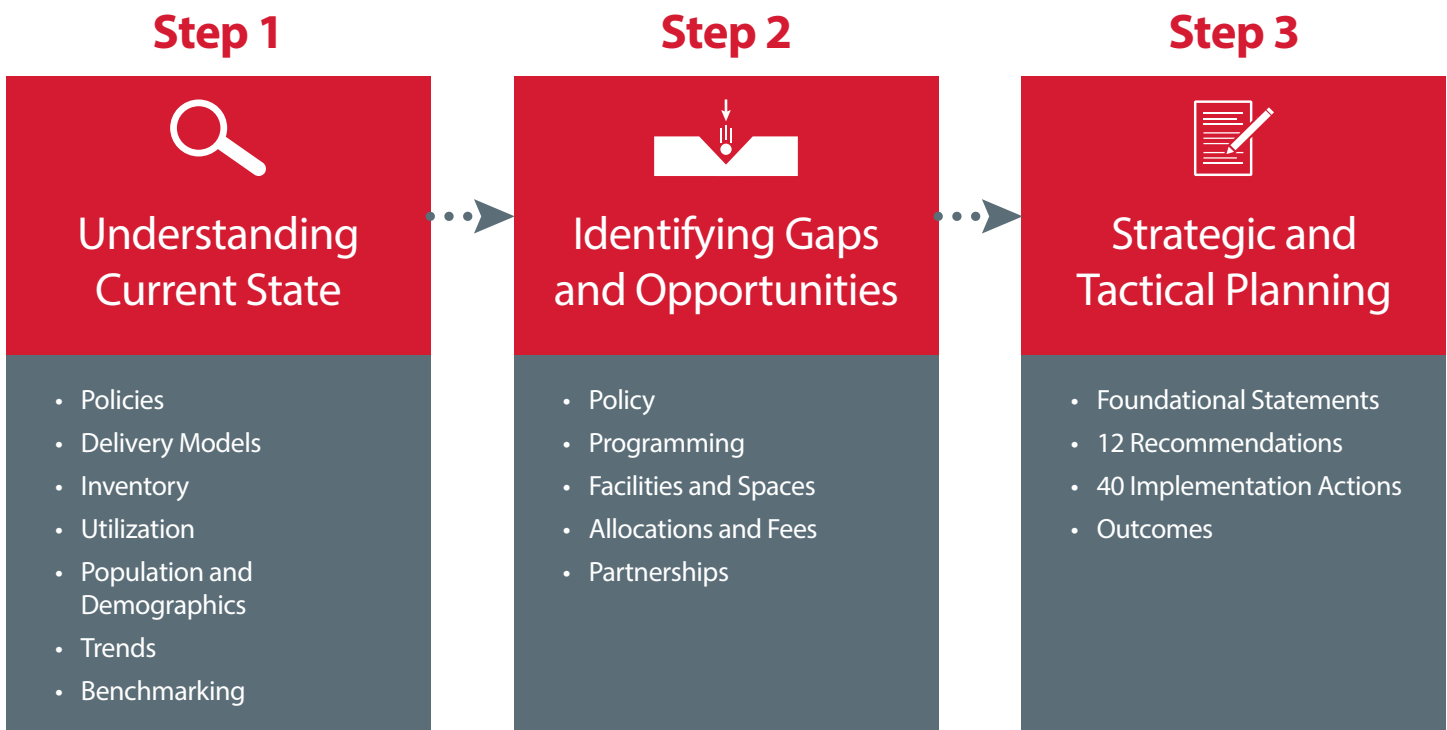 Step 1
Understanding
Current State
• Policies
• Delivery Models
• Inventory
• Utilization
• Population and
Demographics
• Trends
• Benchmarking
Step 2
Identifying Gaps
and Opportunities
• Policy
• Programming
• Facilities and Spaces
• Allocations and Fees
• Partnerships
Step 3
Strategic and
Tactical Planning
• Foundational Statements
• 12 Recommendations
• 40 Implementation Actions
• Outcomes